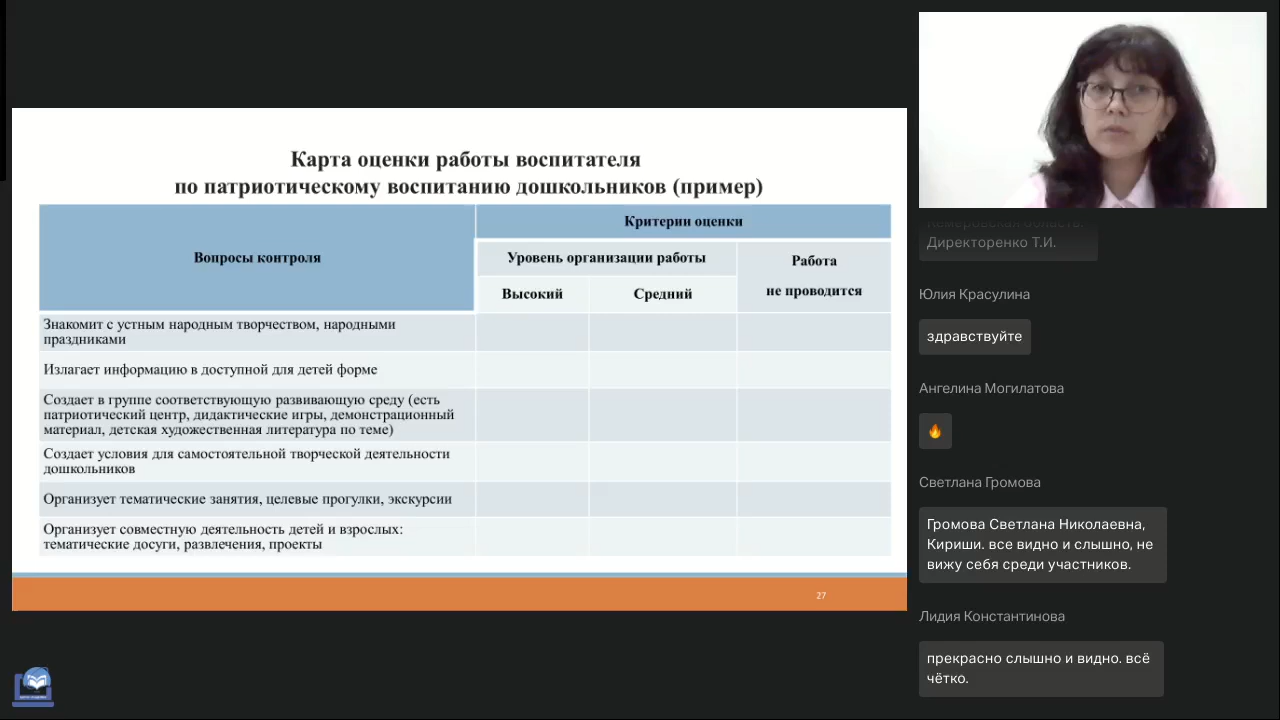 Карта оценки работы воспитателя
по патриотическому воспитанию дошкольников (пример)
Вопросы контроля
Критерии оценки
Уровень организации работы
Работа
не проводится
Высокий
Средний
Знакомит с устным народным творчеством, народными
праздниками
Излагает информацию в доступной для детей форме
Создает в группе соответствующую развивающую среду (есть
патриотический центр, дидактические игры, демонстрационный
материал, детская художественная литература по теме)
Создает условия для самостоятельной творческой деятельности
дошкольников
Организует тематические занятия, целевые прогулки, экскурсии
Организует совместную деятельность детей и взрослых:
тематические досуги, развлечения, проекты
27
Кемеровская область.
Директоренко Т.И.
Юлия Красулина
здравствуйте
Ангелина Могилатова
Светлана Громова
Громова Светлана Николаевна,
Кириши. все видно и слышно, не
вижу себя среди участников.
Лидия Константинова
прекрасно слышно и видно. всё
чётко.